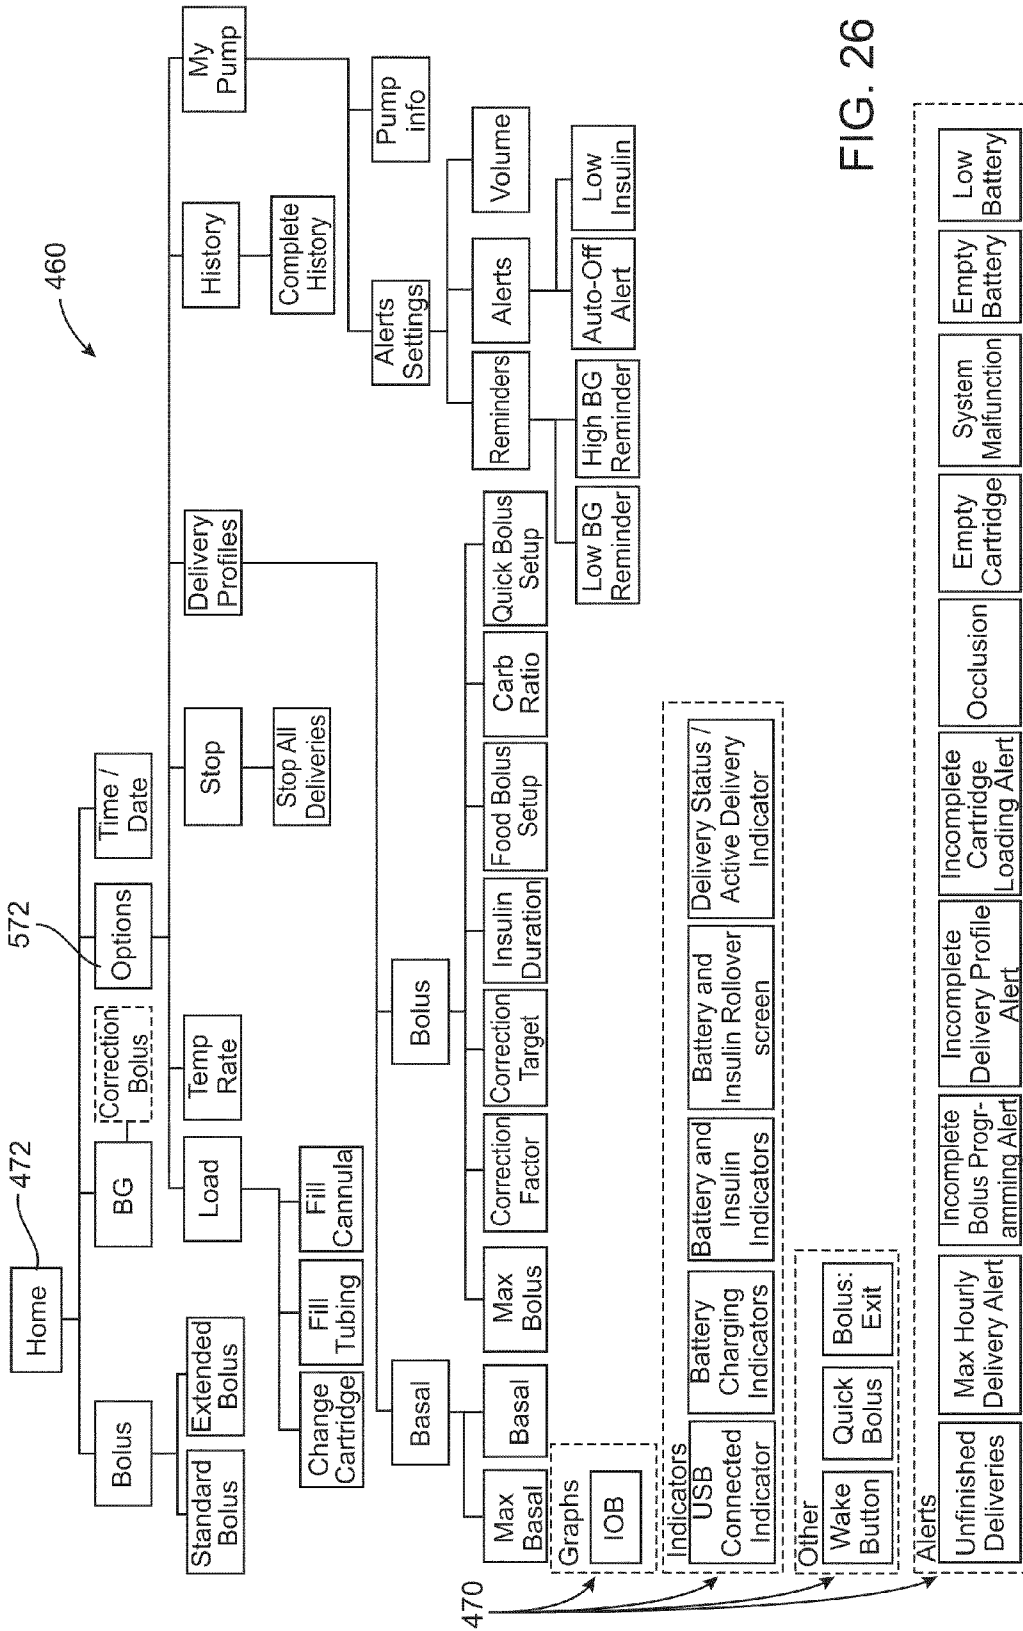 460
472
Home
572
Bolus
BG
Correction
Bolus
Options
Time /
Date
Standard
Bolus
Extended
Bolus
Load
Temp
Rate
Stop
Delivery
Profiles
History
My
Pump
Change
Cartridge
Fill
Tubing
Fill
Cannular
Stop All
Deliveries
Complete
History
Basal
Bolus
Alerts
Settings
Pump
info
Max
Basal
Basal
Max
Bolus
Correction
Factor
Correction
Target
Insulin
Duration
Food Bolus
Setup
Carb
Ratio
Quick Bolus
Setup
Reminders
Alerts
Volume
Low BG
Reminder
High BG
Reminder
Auto-Off
Alert
Low
Insulin
470
Graphs
IOB
Indicators
USB
Connected
Indicator
Battery
Charging
Indicators
Battery and
Insulin
Indicators
Battery and
Insulin Rollover
screen
Delivery Status /
Active Delivery
Indicator
Other
Wake
Button
Quick
Bolus
Bolus:
Exit
Alerts
Unfinished
Deliveries
Max Hourly
Delivery Alert
Incomplete
Bolus Progr-
amming Alert
Incomplete
Delivery Profile
Alert
Incomplete
Cartridge
Loading Alert
Occlusion
Empty
Cartridge
System
Malfunction
Empty
Battery
Low
Battery
FIG. 26